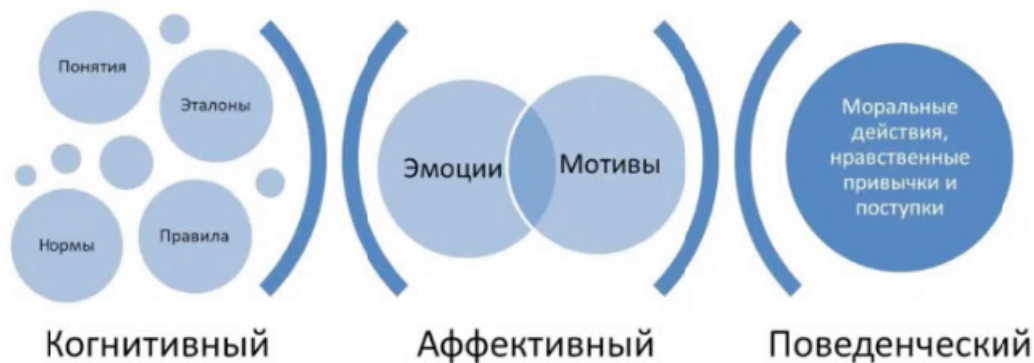 Понятия
Эталоны
Нормы
Правила
Эмоции
Мотивы
Моральные
действия,
нравственные
привычки и
поступки
Когнитивный
Аффективный
Поведенческий